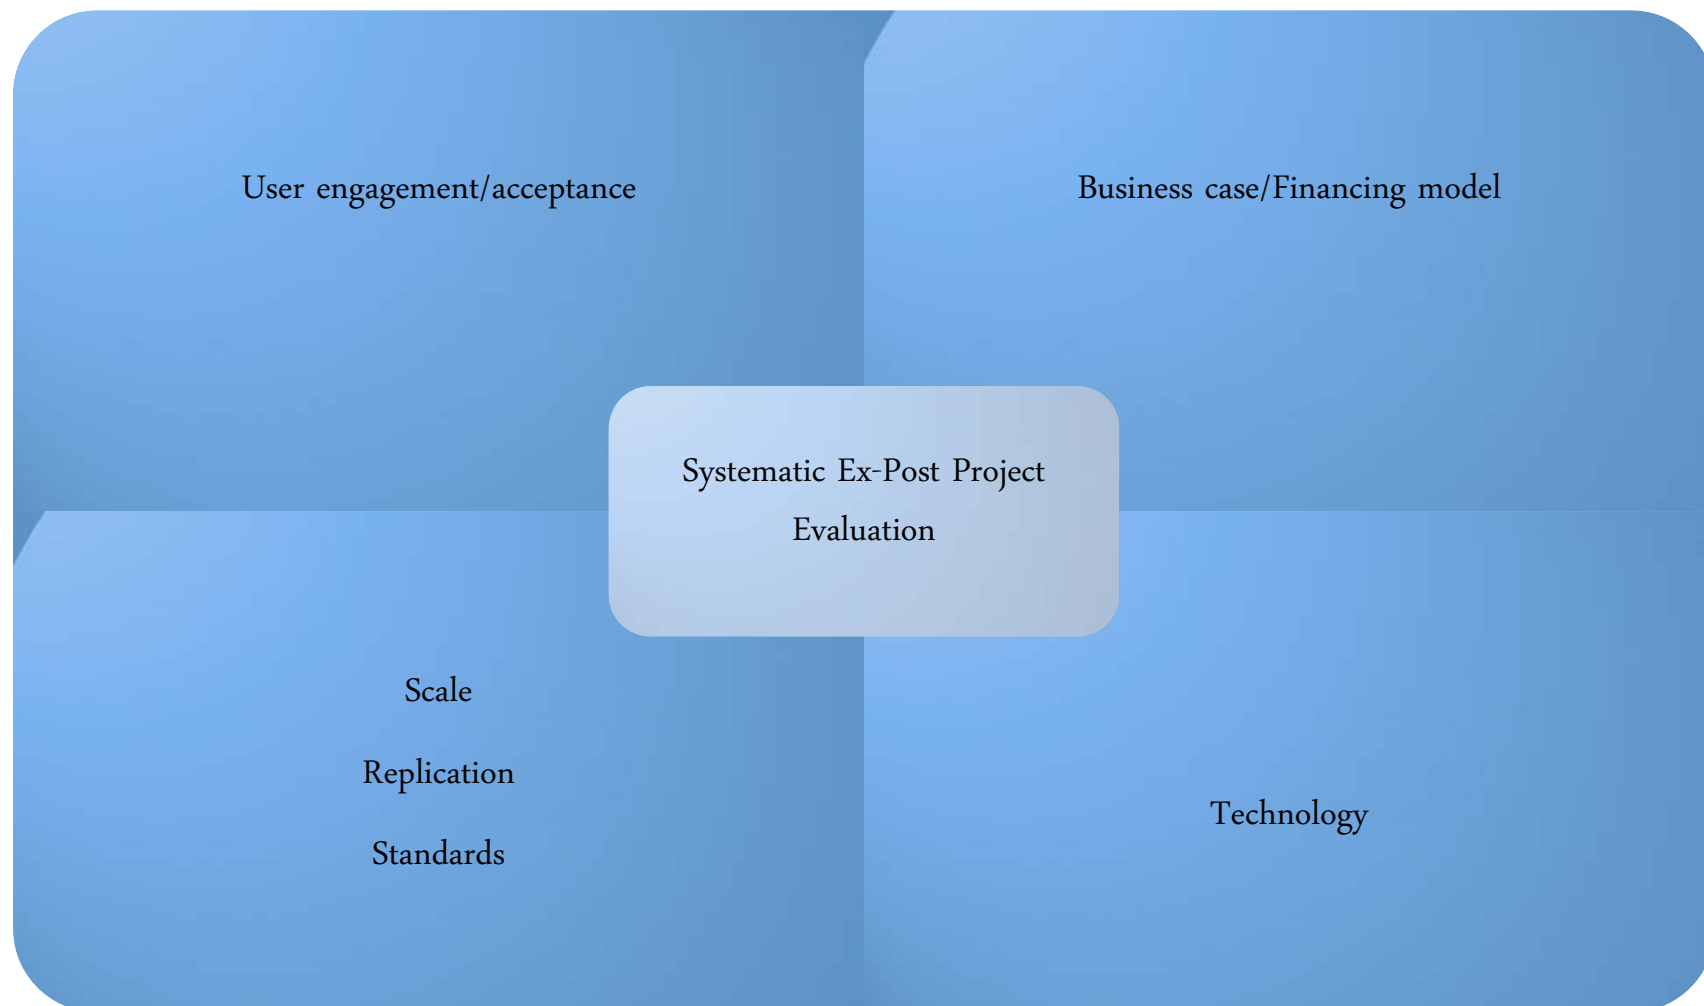 User engagement/acceptance
Business case/Financing model
Systematic Ex-Post Project
Evaluation
Scale
Replication
Standards
Technology